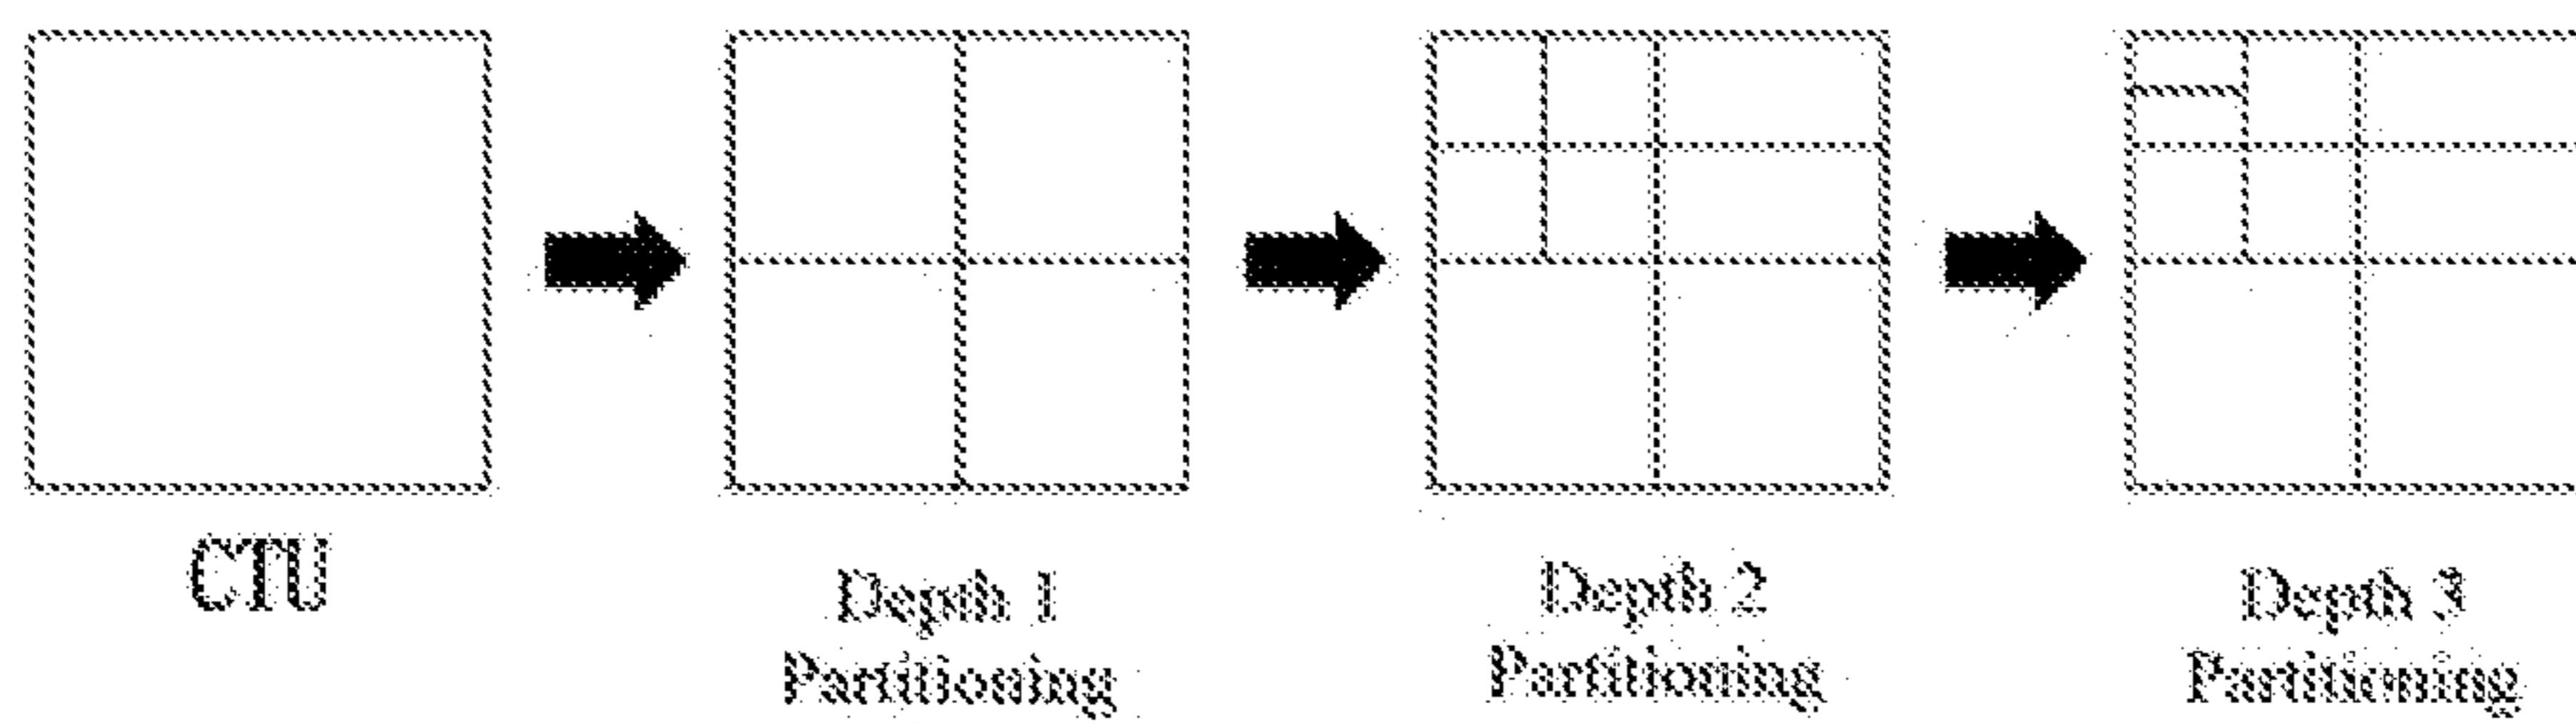 CTU
Depth 1
Partitioning
Depth 2
Partitioning
Depth 3
Partitioning